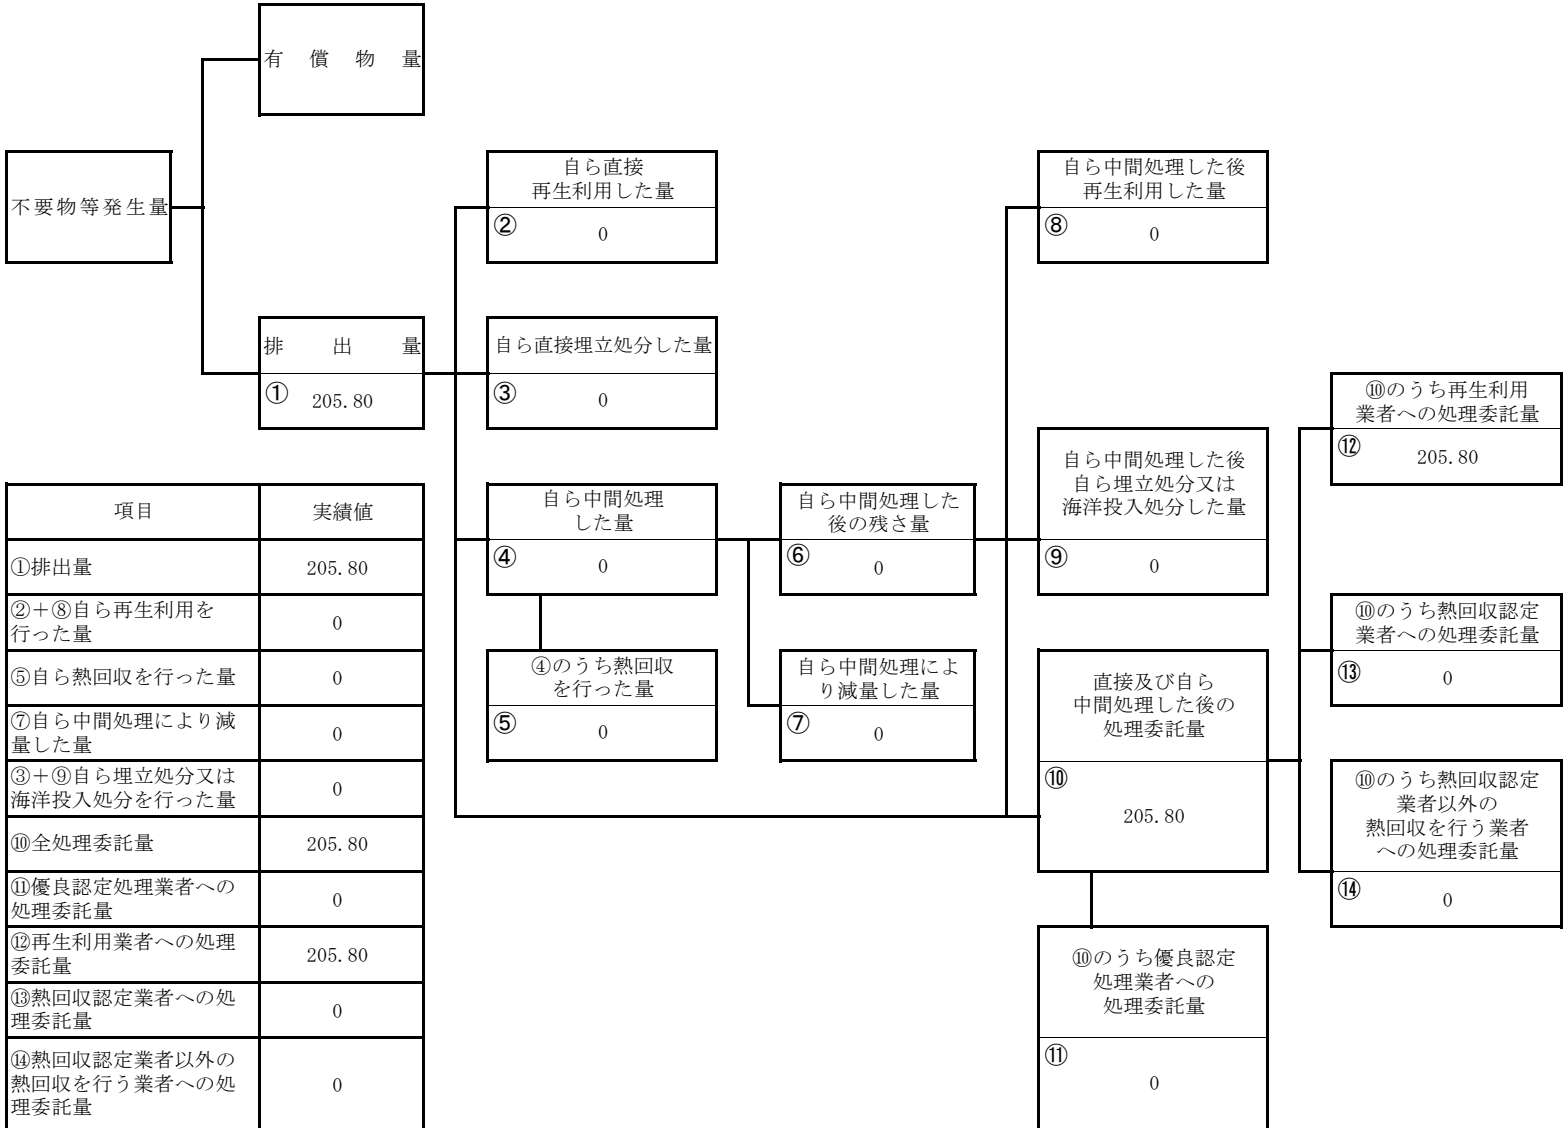 有償物量
不要物等発生量
自ら直接
再生利用した量
②
0
自ら中間処理した後
再生利用した量
⑧
0
排出量
①
205.80
自ら直接埋立処分した量
③
0
⑩のうち再生利用
業者への処理委託量
⑫
205.80
自ら中間処理した後
自ら埋立処分又は
海洋投入処分した量
⑨
0
自ら中間処理
した量
④
0
自ら中間処理した
後の残さ量
⑥
0
⑩のうち熱回収認定
業者への処理委託量
⑬
0
④のうち熱回収
を行った量
⑤
0
自ら中間処理によ
り減量した量
⑦
0
直接及び自ら
中間処理した後の
処理委託量
⑩
205.80
⑩のうち熱回収認定
業者以外の
熱回収を行う業者
への処理委託量
⑭
0
⑩のうち優良認定
処理業者への
処理委託量
⑪
0
項目 実績値
①排出量 205.80
②＋⑧自ら再生利用を
行った量
0
⑤自ら熱回収を行った量 0
⑦自ら中間処理により減
量した量
0
③＋⑨自ら埋立処分又は
海洋投入処分を行った量
0
⑩全処理委託量 205.80
⑪優良認定処理業者への
処理委託量
0
⑫再生利用業者への処理
委託量
205.80
⑬熱回収認定業者への処
理委託量
0
⑭熱回収認定業者以外の
熱回収を行う業者への処
理委託量
0